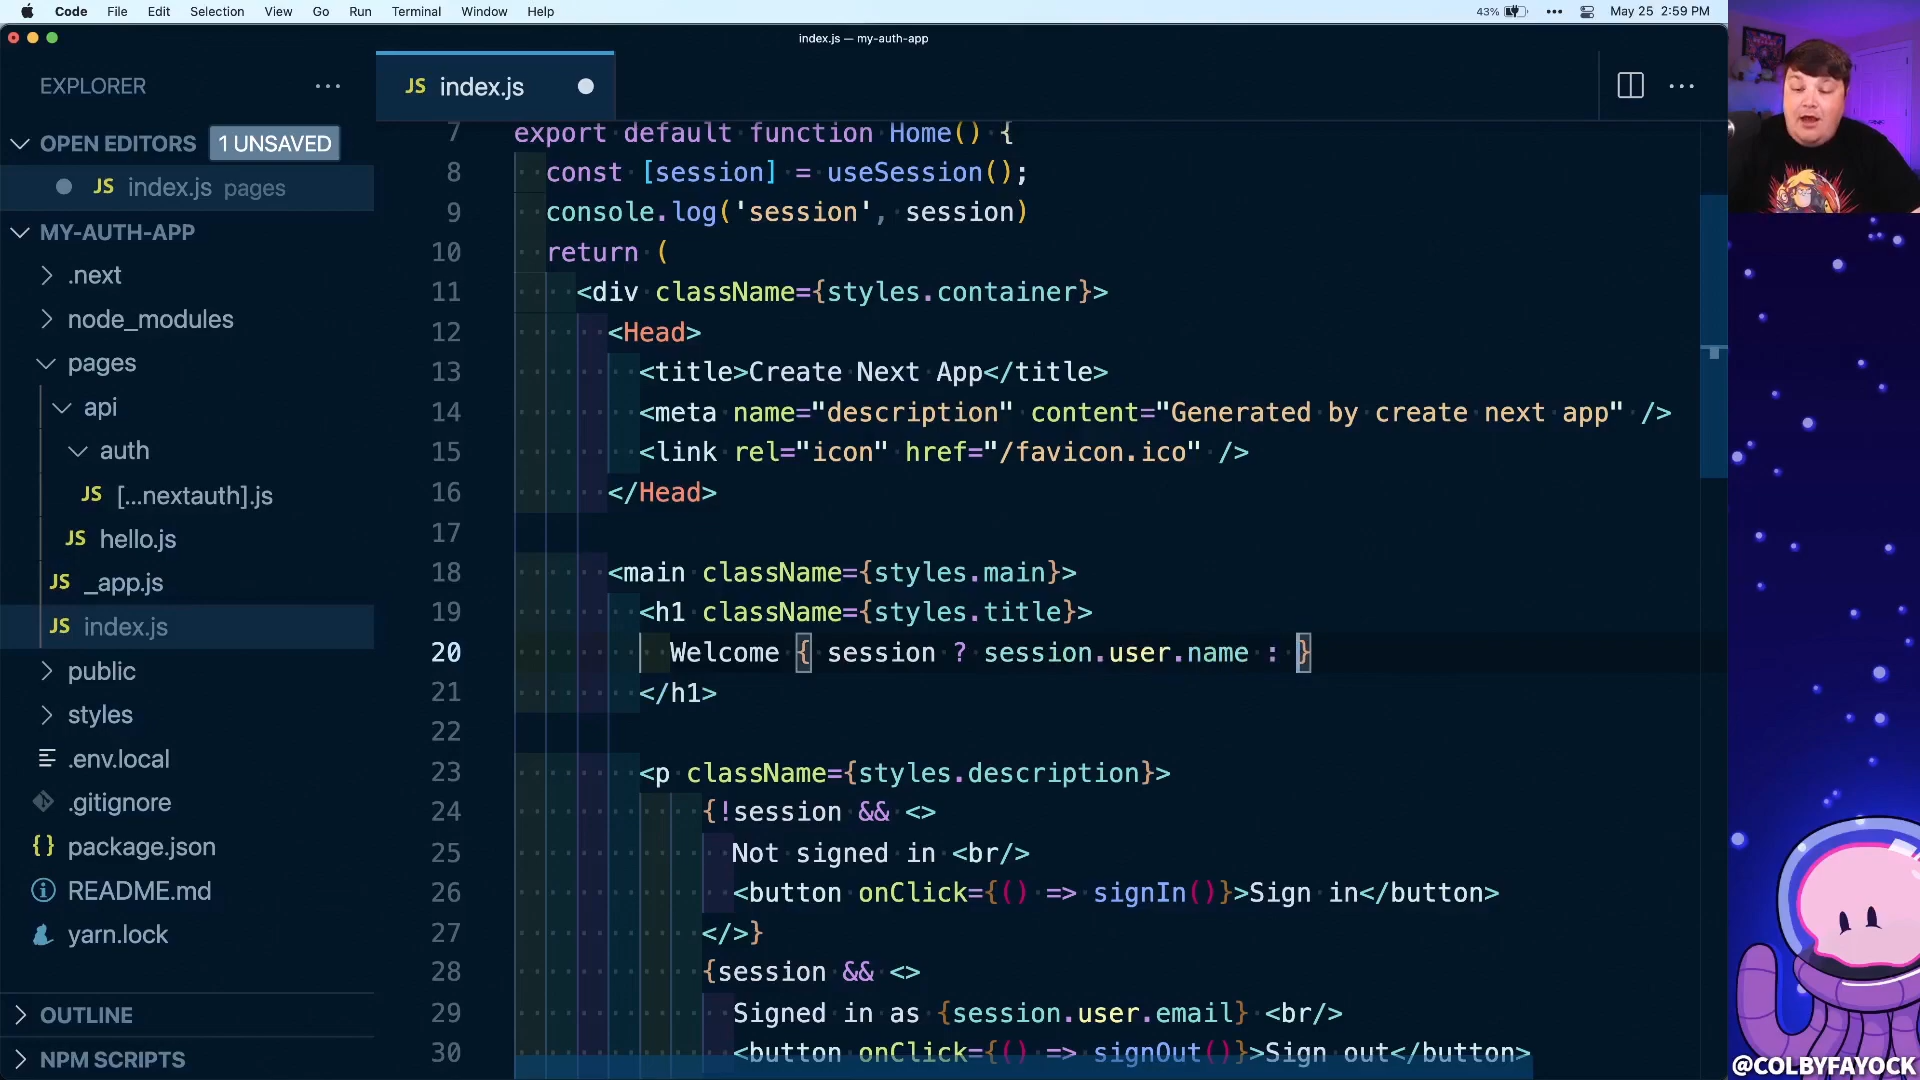 Code File Edit Selection View Go Run Terminal Window Help 43% May 25 2:59 PM
index.js — my-auth-app
EXPLORER
JS index.js
OPEN EDITORS 1 UNSAVED
JS index.js pages
MY-AUTH-APP
.next
node_modules
pages
api
auth
JS [...nextauth].js
JS hello.js
JS _app.js
JS index.js
public
styles
.env.local
.gitignore
{} package.json
README.md
yarn.lock
OUTLINE
NPM SCRIPTS
7 export default function Home() {
8 const [session] = useSession();
9 console.log('session', session)
10 return (
11 <div className={styles.container}>
12 <Head>
13 <title>Create Next App</title>
14 <meta name="description" content="Generated by create next app" />
15 <link rel="icon" href="/favicon.ico" />
16 </Head>
17
18 <main className={styles.main}>
19 <h1 className={styles.title}>
20 Welcome { session ? session.user.name : }
21 </h1>
22
23 <p className={styles.description}>
24 {!session && <>
25 Not signed in <br/>
26 <button onClick={() => signIn()}>Sign in</button>
27 </>}
28 {session && <>
29 Signed in as {session.user.email} <br/>
30 <button onClick={() => signOut()}>Sign out</button>
@COLBYFAYOCK